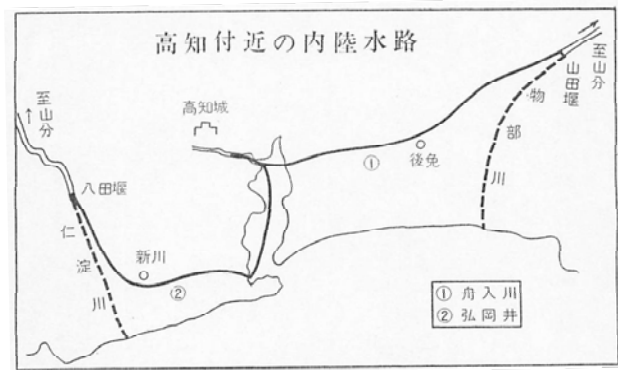 高知付近の内陸水路
至山分
至山分
山田堰
物部川
高知城
後免
①
八田堰
仁淀川
新川
②
① 舟入川
② 弘岡井